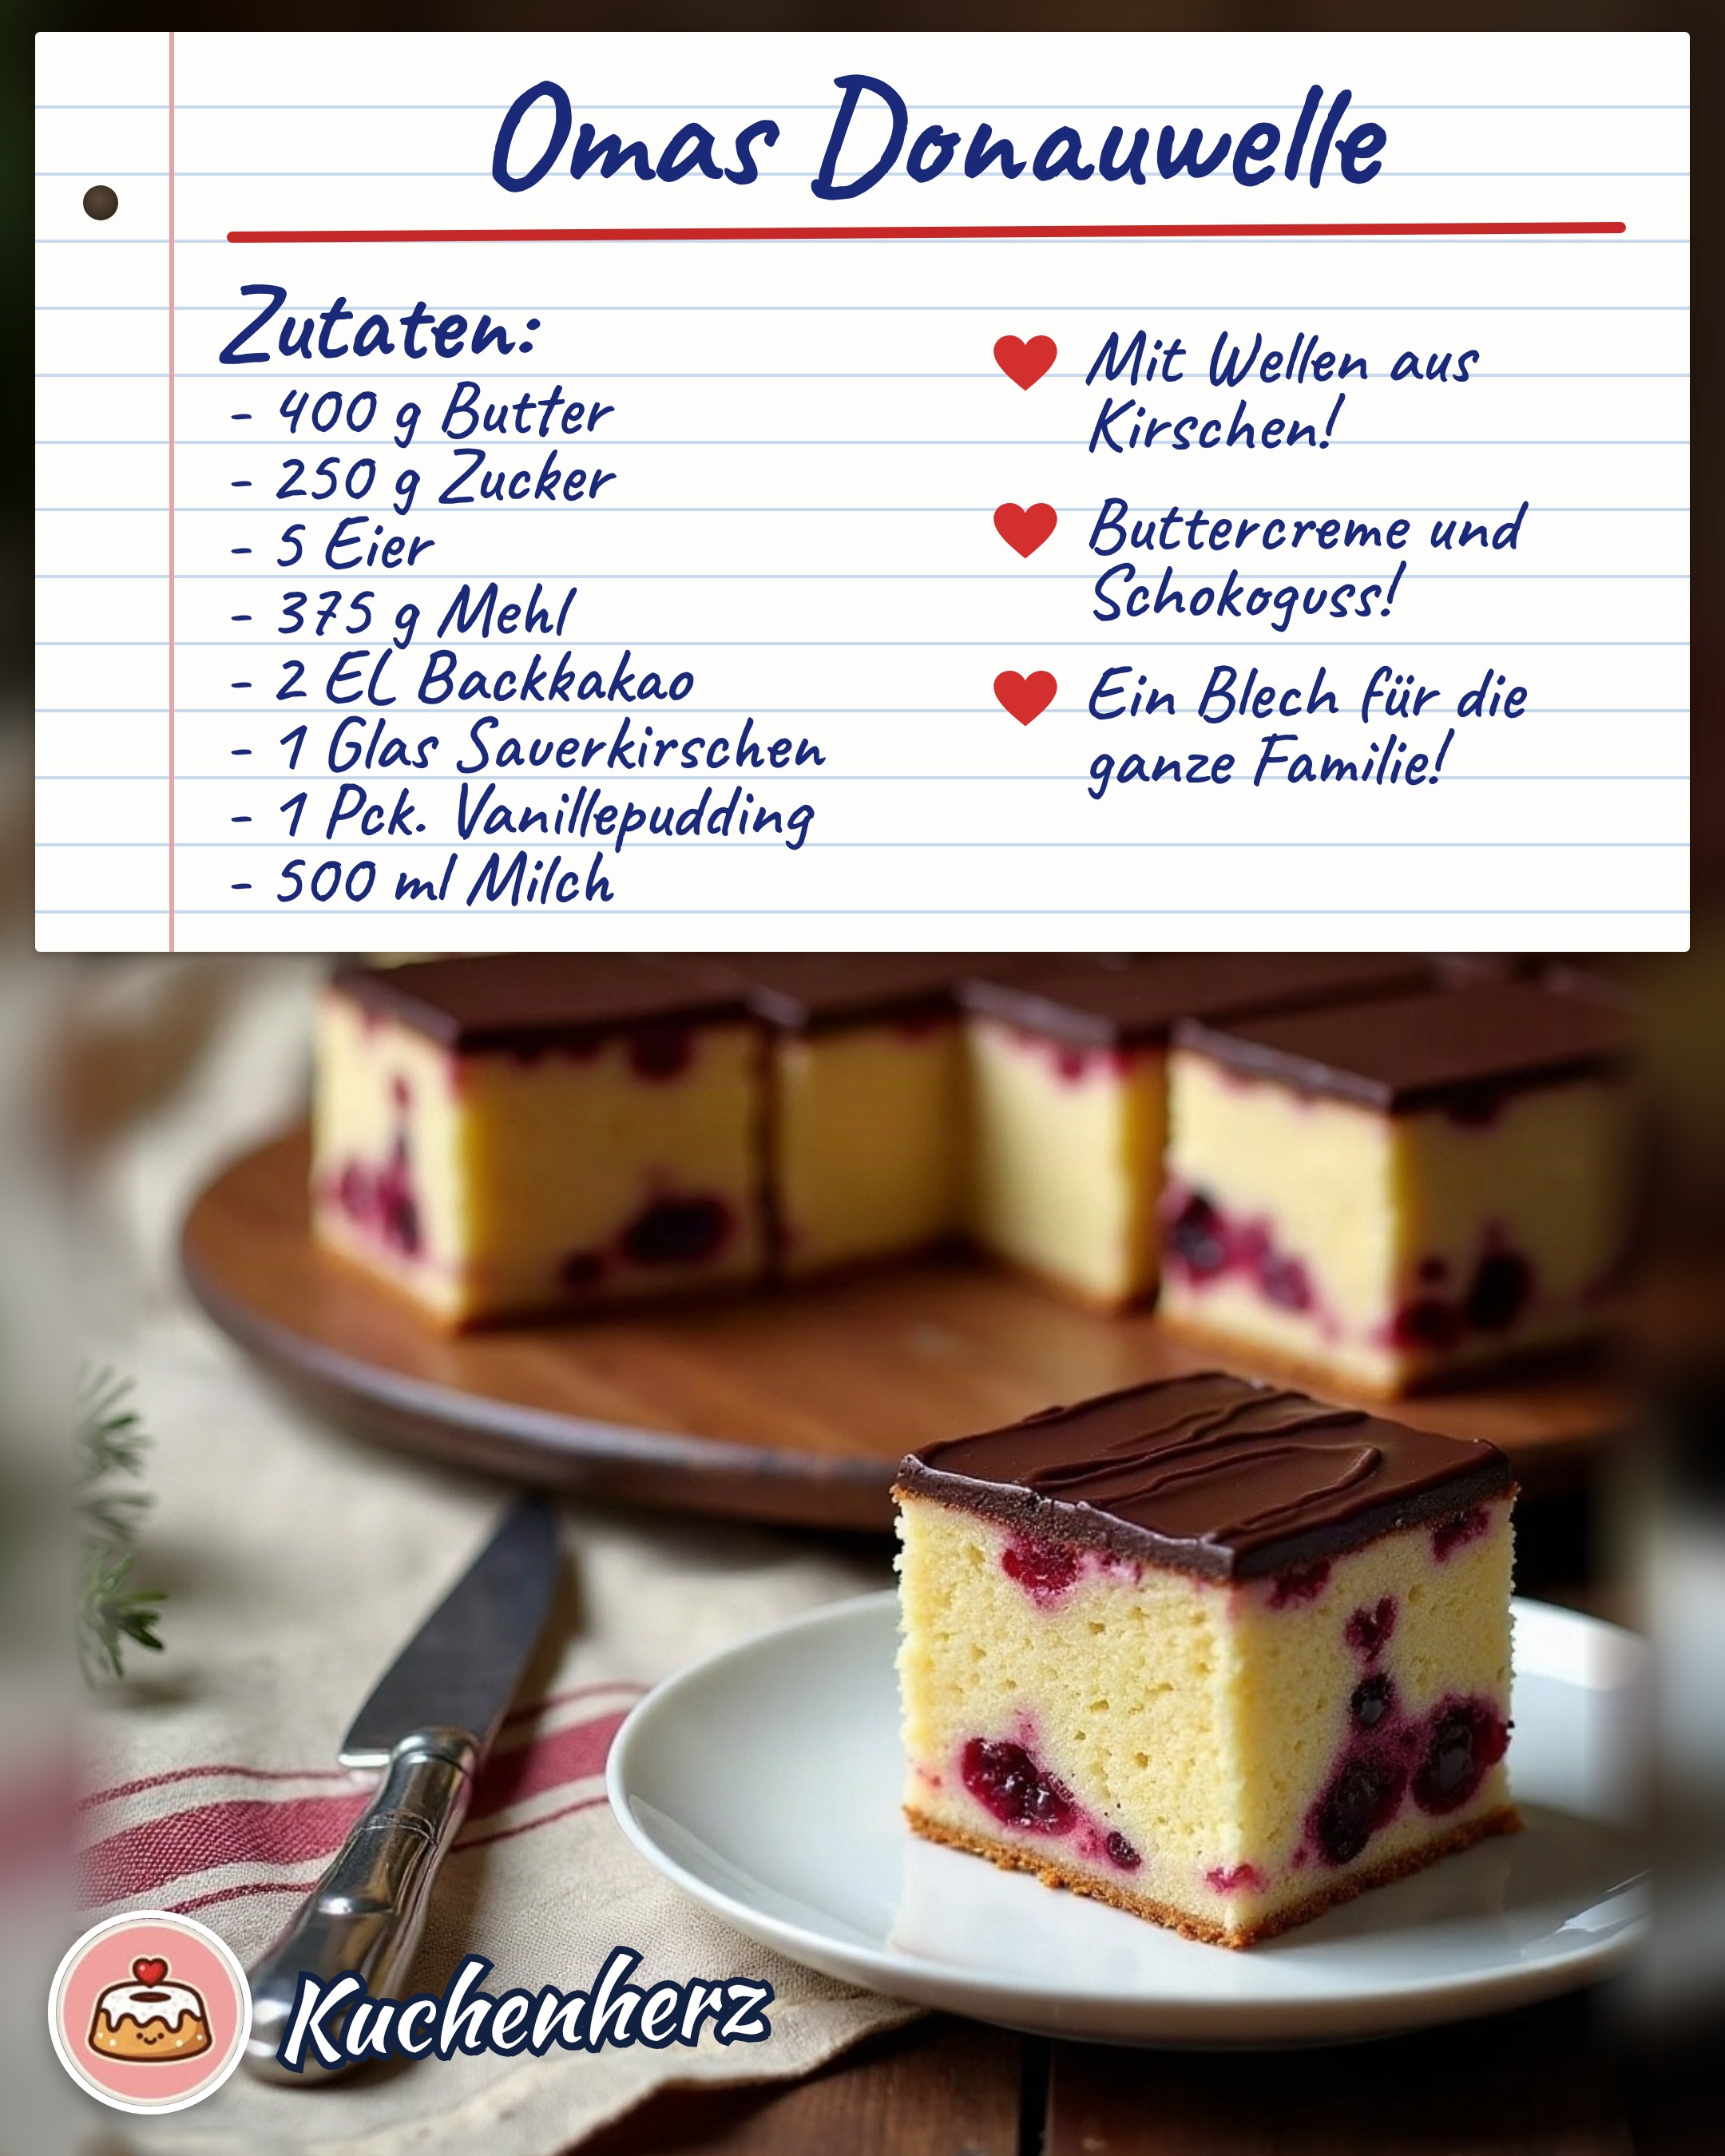 Omas Donauwelle
Zutaten:
- 400 g Butter
- 250 g Zucker
- 5 Eier
- 375 g Mehl
- 2 EL Backkakao
- 1 Glas Sauerkirschen
- 1 Pck. Vanillepudding
- 500 ml Milch
Mit Wellen aus
Kirschen!
Buttercreme und
Schokoguss!
Ein Blech für die
ganze Familie!
Kuchenherz